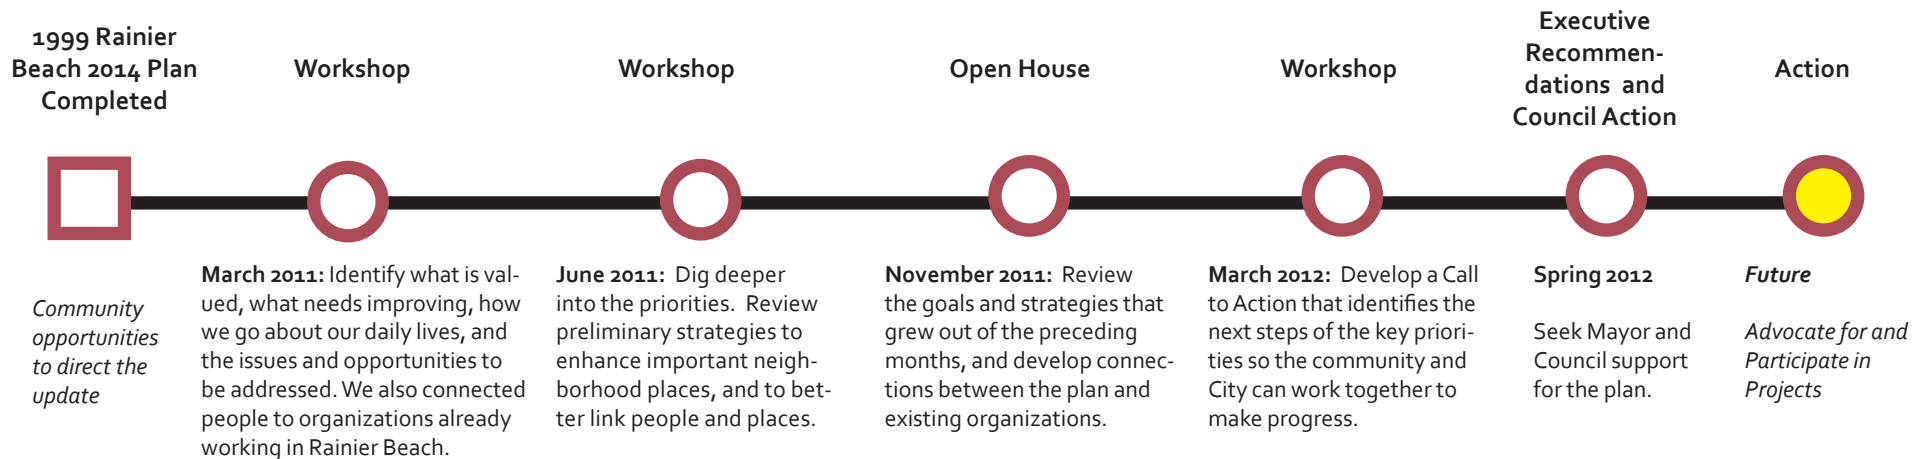 1999 Rainier
Beach 2014 Plan
Completed
Workshop
Workshop
Open House
Workshop
Executive
Recommen-
dations and
Council Action
Action
Community
opportunities
to direct the
update
March 2011: Identify what is val-
ued, what needs improving, how
we go about our daily lives, and
the issues and opportunities to
be addressed. We also connected
people to organizations already
working in Rainier Beach.
June 2011: Dig deeper
into the priorities. Review
preliminary strategies to
enhance important neigh-
borhood places, and to bet-
ter link people and places.
November 2011: Review
the goals and strategies that
grew out of the preceding
months, and develop connec-
tions between the plan and
existing organizations.
March 2012: Develop a Call
to Action that identifies the
next steps of the key priori-
ties so the community and
City can work together to
make progress.
Spring 2012
Seek Mayor and
Council support
for the plan.
Future
Advocate for and
Participate in
Projects